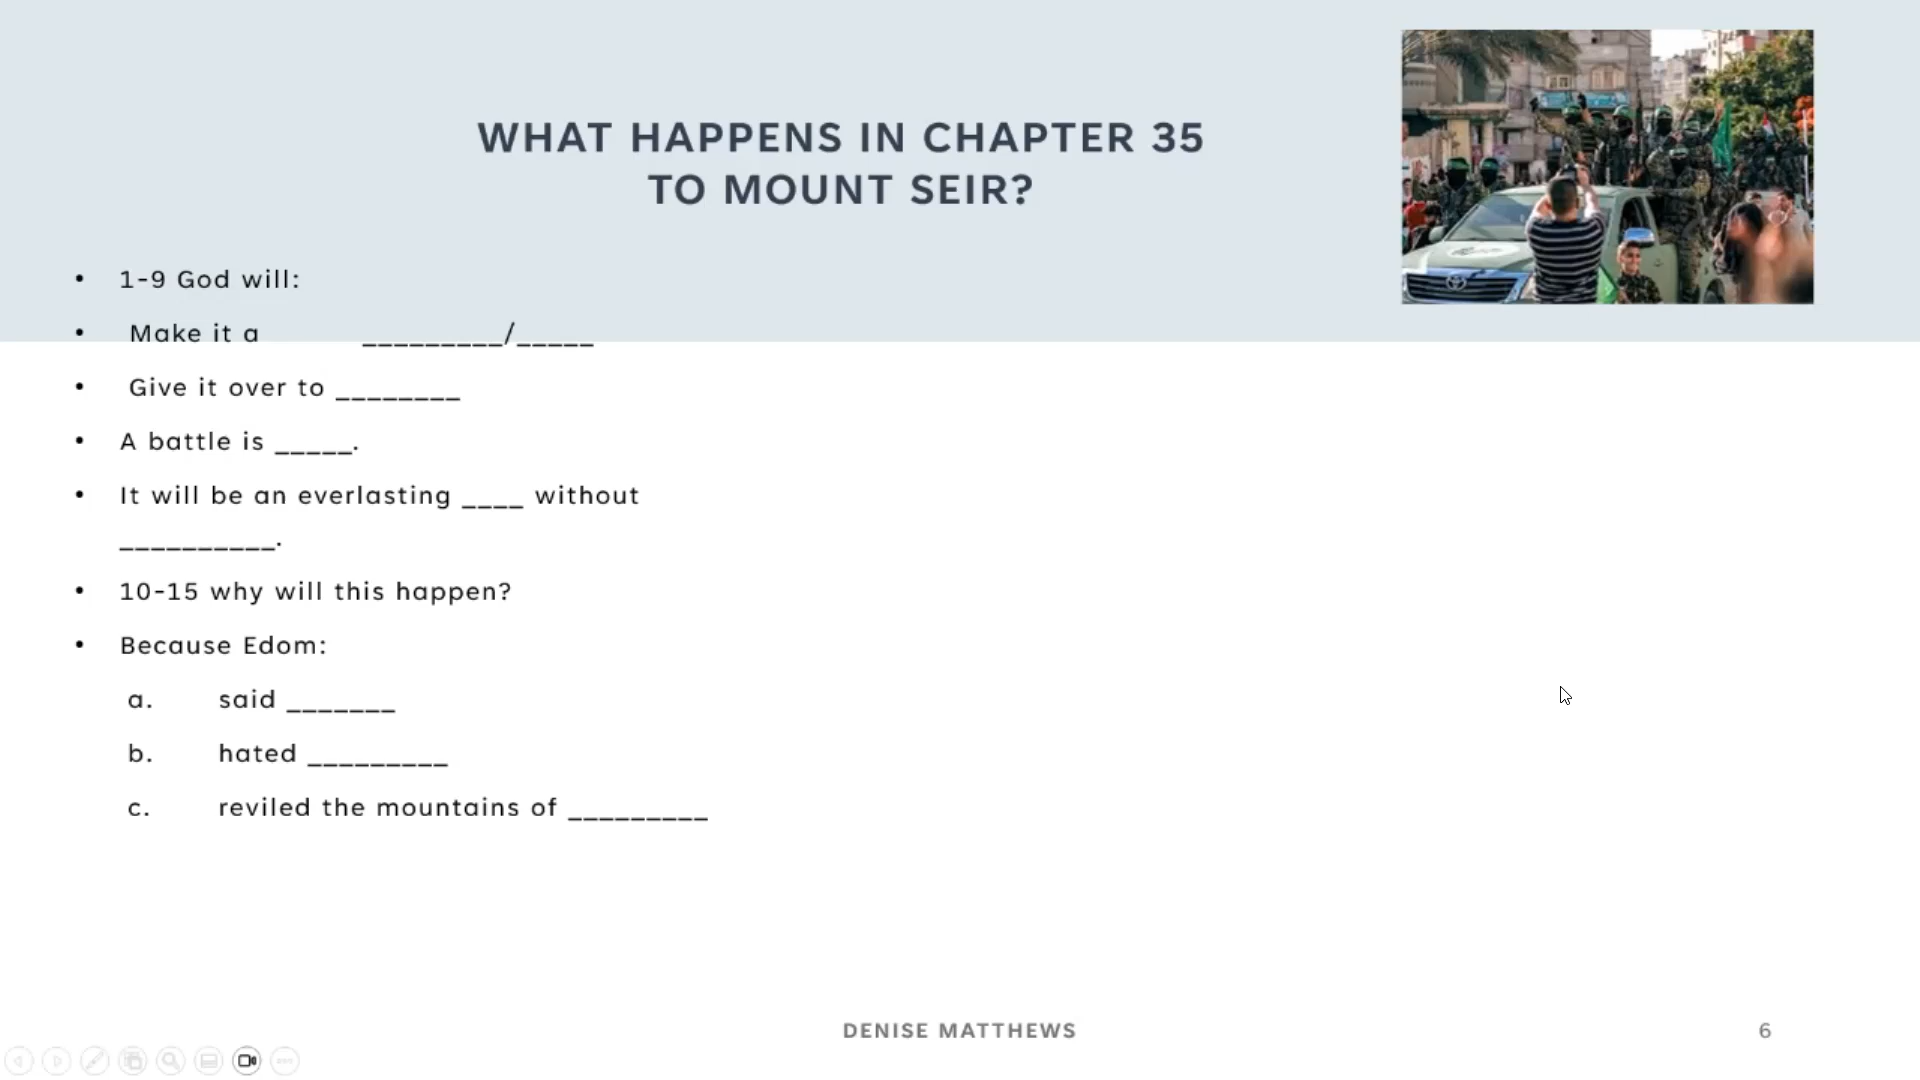 WHAT HAPPENS IN CHAPTER 35
TO MOUNT SEIR?
• 1-9 God will:
• Make it a _________/_____
• Give it over to ________
• A battle is _____.
• It will be an everlasting ____ without
__________.
• 10-15 why will this happen?
• Because Edom:
a. said _______
b. hated _________
c. reviled the mountains of _________
DENISE MATTHEWS
6